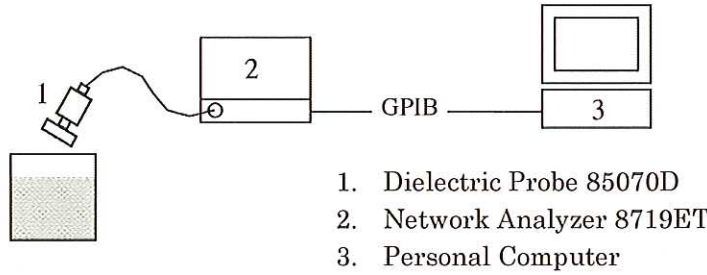 1
2
GPIB
3
1. Dielectric Probe 85070D
2. Network Analyzer 8719ET
3. Personal Computer